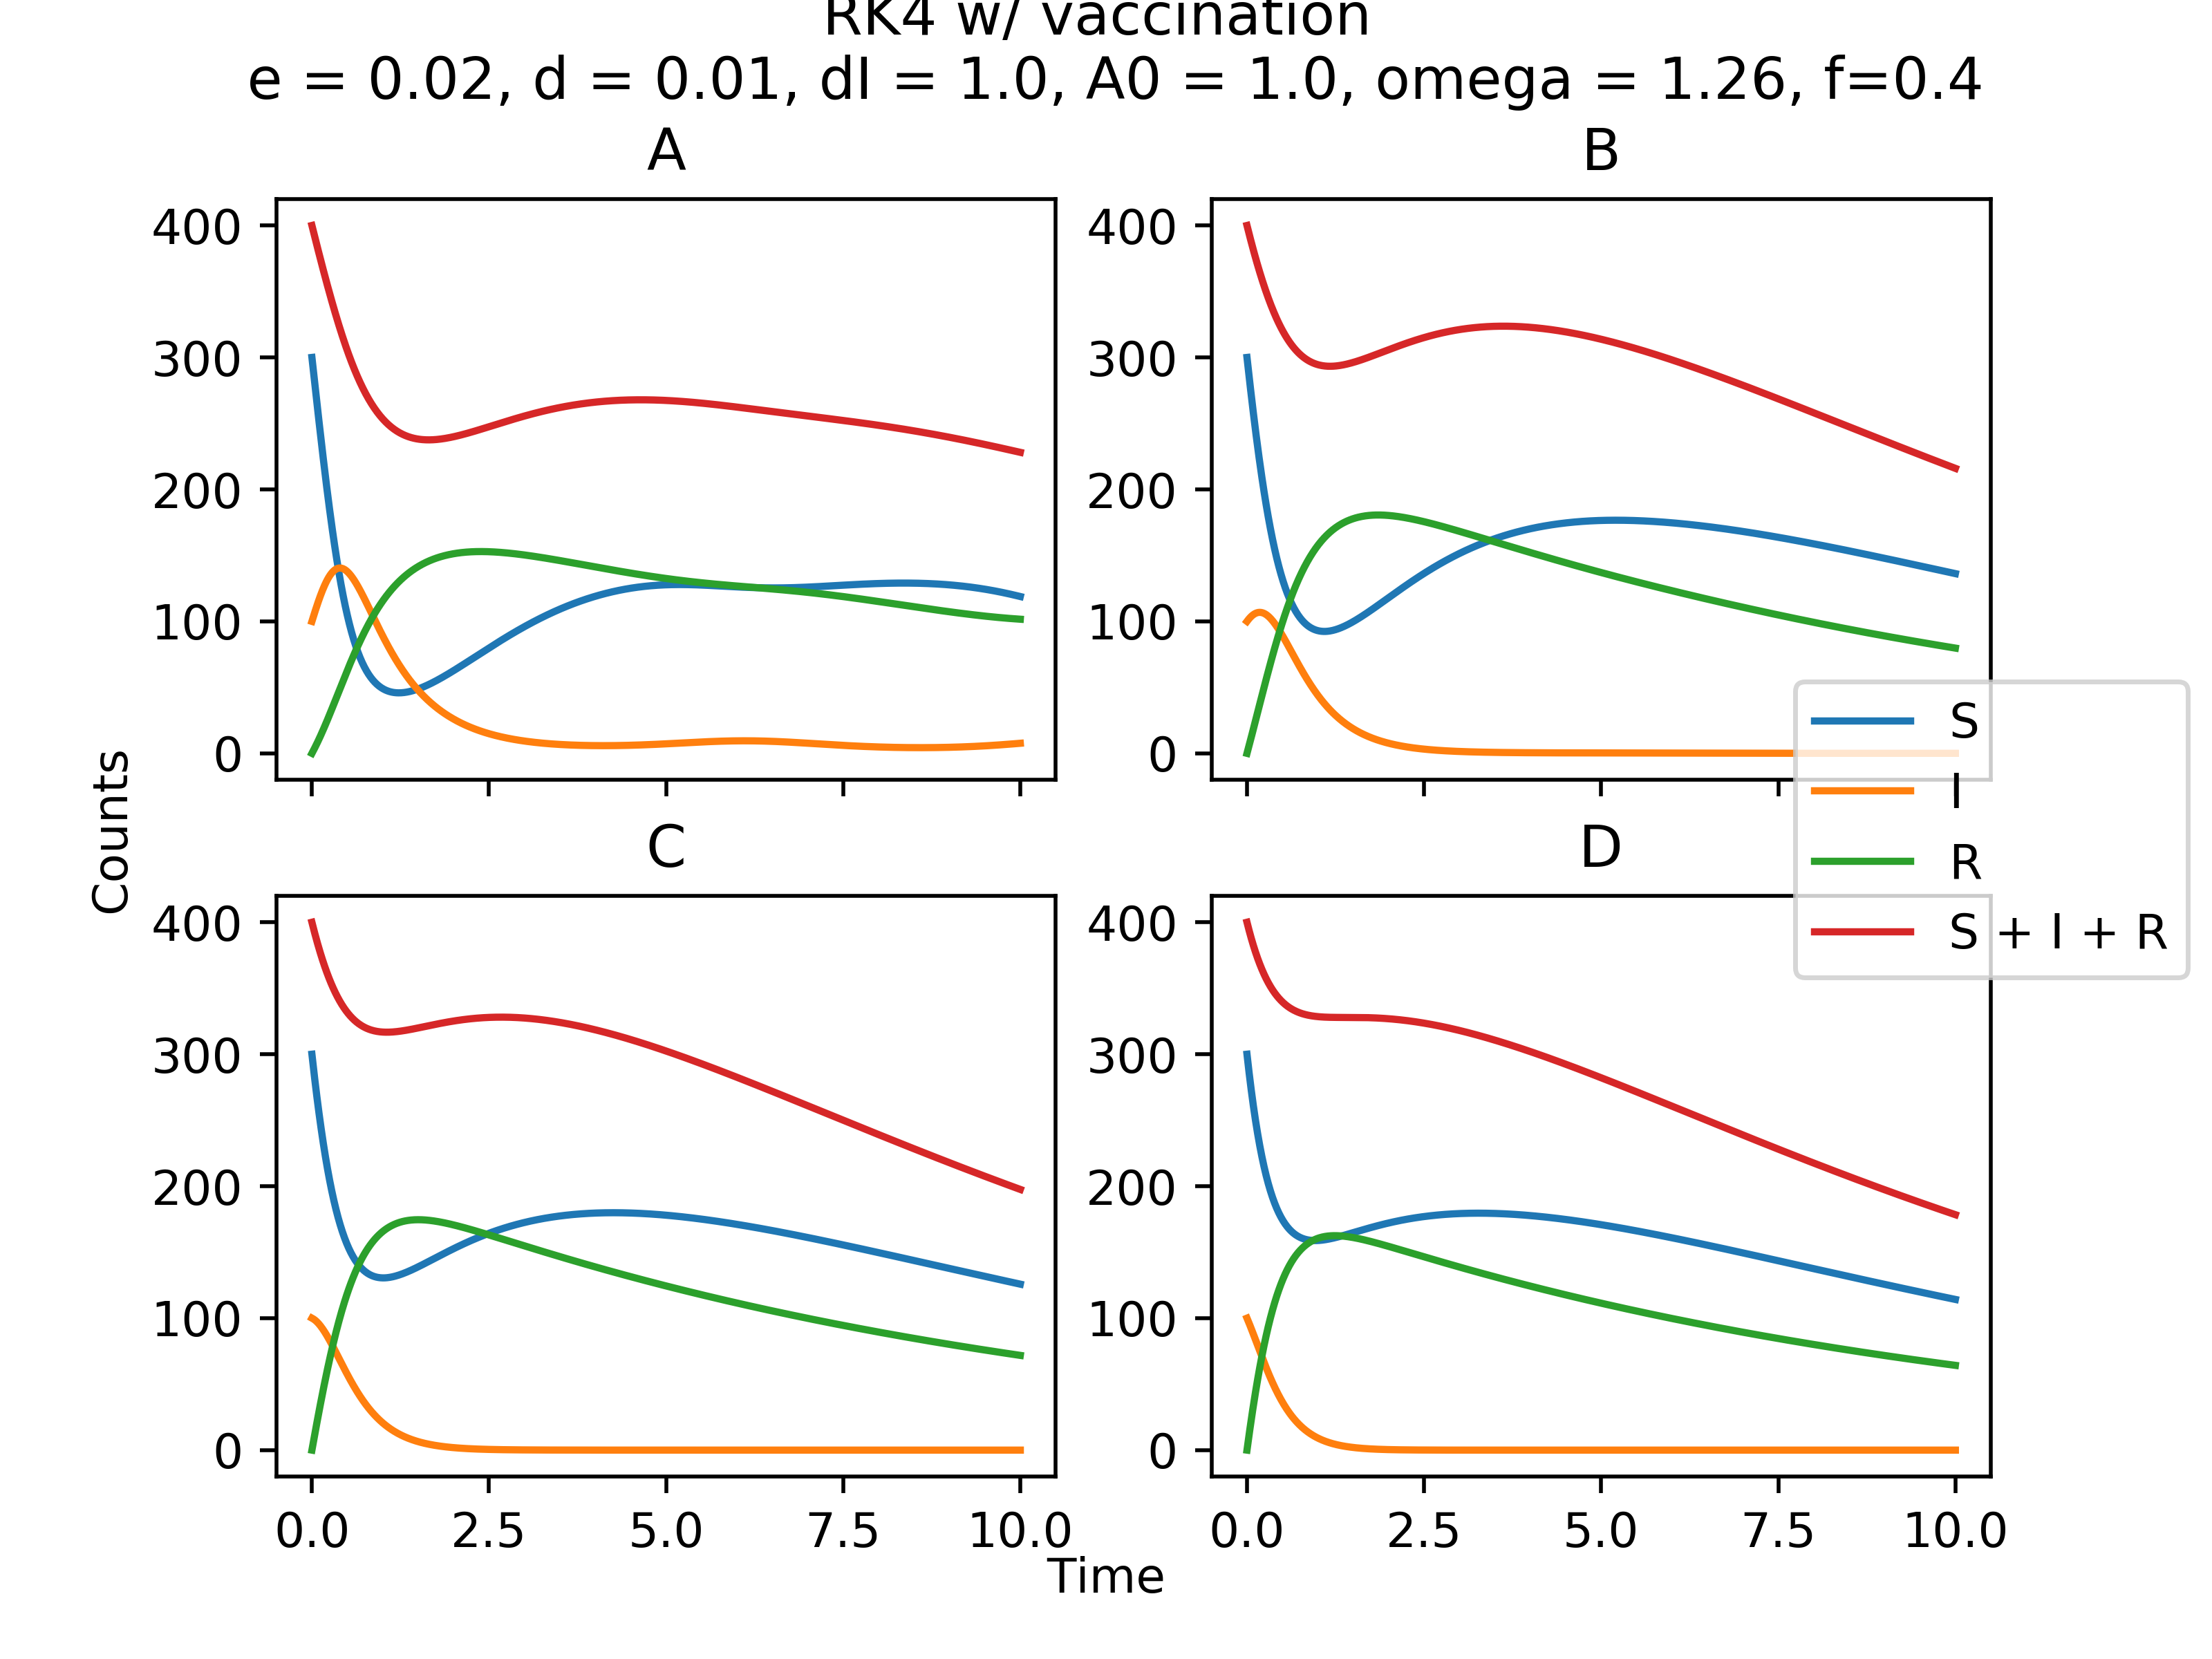 RK4 w/ vaccination
e = 0.02, d = 0.01, dI = 1.0, A0 = 1.0, omega = 1.26, f=0.4
A
B
400
300
200
100
0
400
300
200
100
0
C
D
400
300
200
100
0
0.0 2.5 5.0 7.5 10.0
400
300
200
100
0
0.0 2.5 5.0 7.5 10.0
S
I
R
S + I + R
Counts
Time